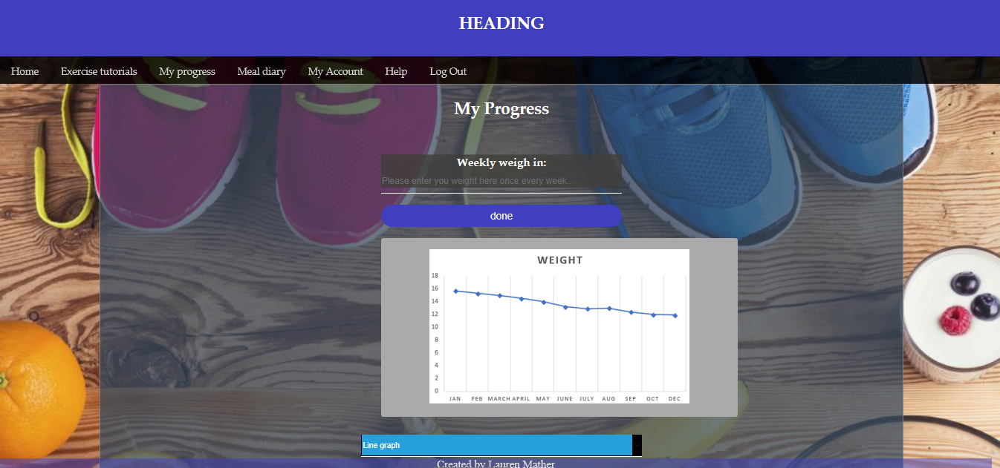 HEADING
Home Exercise tutorials My progress Meal diary My Account Help Log Out
My Progress
Weekly weigh in:
Please enter you weight here once every week..
done
WEIGHT
18
16
14
12
10
8
6
4
2
0
JAN FEB MARCH APRIL MAY JUNE JULY AUG SEP OCT DEC
Line graph
Created by Lauren Mather